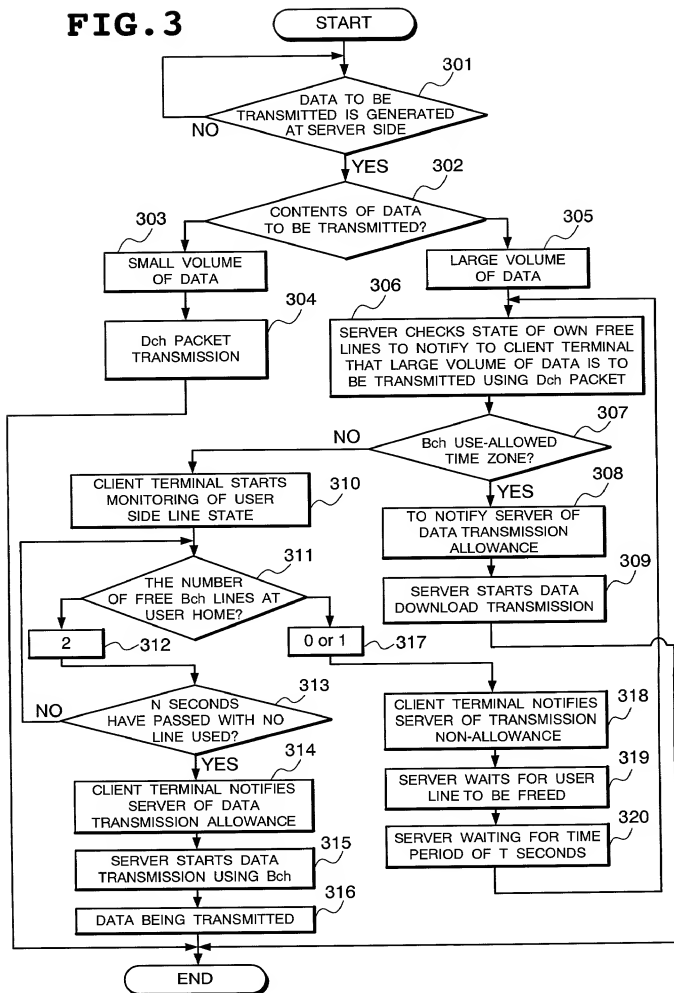 FIG.3
START
301
DATA TO BE
TRANSMITTED IS GENERATED
AT SERVER SIDE
NO
YES
302
CONTENTS OF DATA
TO BE TRANSMITTED?
303
SMALL VOLUME
OF DATA
305
LARGE VOLUME
OF DATA
304
Dch PACKET
TRANSMISSION
306
SERVER CHECKS STATE OF OWN FREE
LINES TO NOTIFY TO CLIENT TERMINAL
THAT LARGE VOLUME OF DATA IS TO
BE TRANSMITTED USING Dch PACKET
307
Bch USE-ALLOWED
TIME ZONE?
NO
YES
308
TO NOTIFY SERVER OF
DATA TRANSMISSION
ALLOWANCE
309
SERVER STARTS DATA
DOWNLOAD TRANSMISSION
CLIENT TERMINAL STARTS
MONITORING OF USER
SIDE LINE STATE
310
311
THE NUMBER
OF FREE Bch LINES AT
USER HOME?
2
312
0 or 1
317
313
N SECONDS
HAVE PASSED WITH NO
LINE USED?
NO
YES
314
CLIENT TERMINAL NOTIFIES
SERVER OF DATA
TRANSMISSION ALLOWANCE
315
SERVER STARTS DATA
TRANSMISSION USING Bch
316
DATA BEING TRANSMITTED
CLIENT TERMINAL NOTIFIES
SERVER OF TRANSMISSION
NON-ALLOWANCE
318
319
SERVER WAITS FOR USER
LINE TO BE FREED
320
SERVER WAITING FOR TIME
PERIOD OF T SECONDS
END